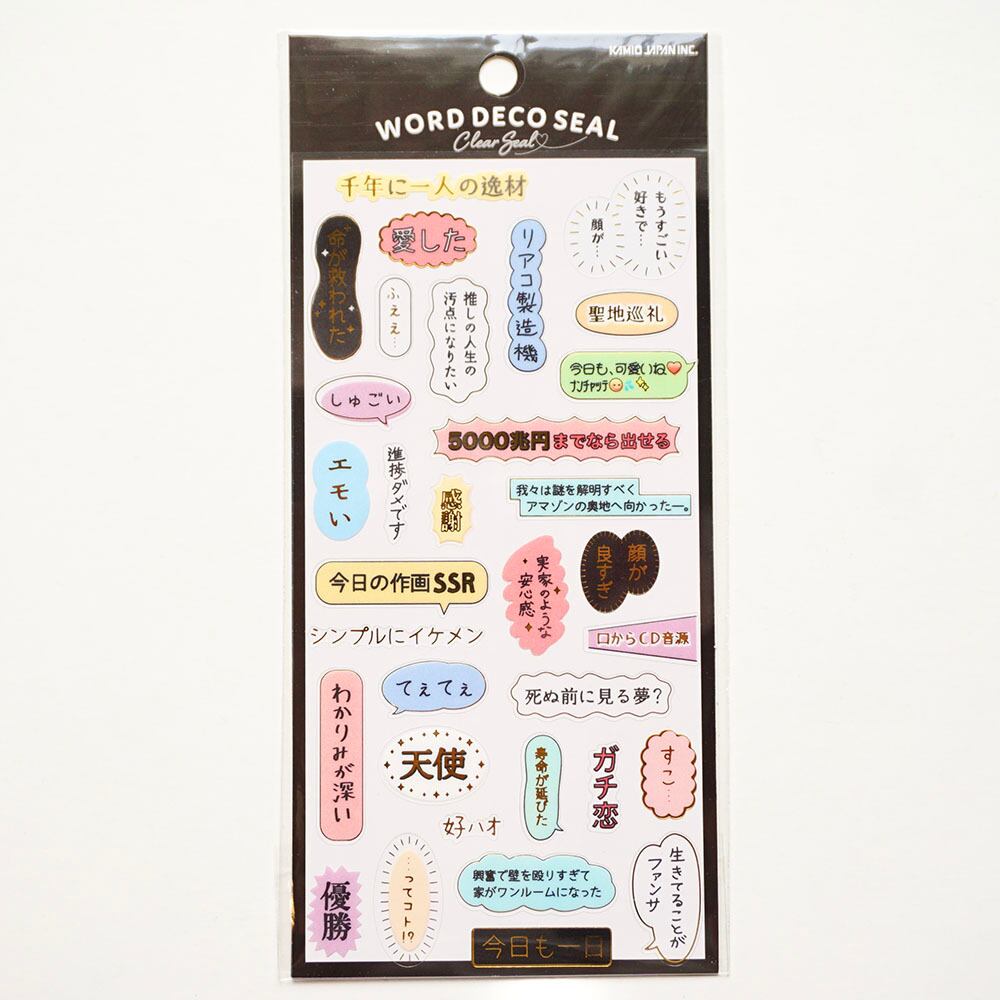 KAMIO JAPAN INC.
WORD DECO SEAL
Clear Seal
千年に一人の逸材
もうすごい
好きで…
顔が…
命が救われた
愛した
リアコ製造機
ふぇぇ…
推しの人生の
汚点になりたい
聖地巡礼
今日も、可愛いね❤
ナンチャッテ😊💦✨
しゅごい
5000兆円までなら出せる
エモい
進捗ダメです
感謝
我々は謎を解明すべく
アマゾンの奥地へ向かった―。
実家のような
安心感
顔が
良すぎ
今日の作画SSR
シンプルにイケメン
口からCD音源
わかりみが深い
てぇてぇ
死ぬ前に見る夢?
天使
寿命が延びた
ガチ恋
すこ…
好ハオ
優勝
…ってコト!?
興奮で壁を殴りすぎて
家がワンルームになった
生きてることが
ファンサ
今日も一日